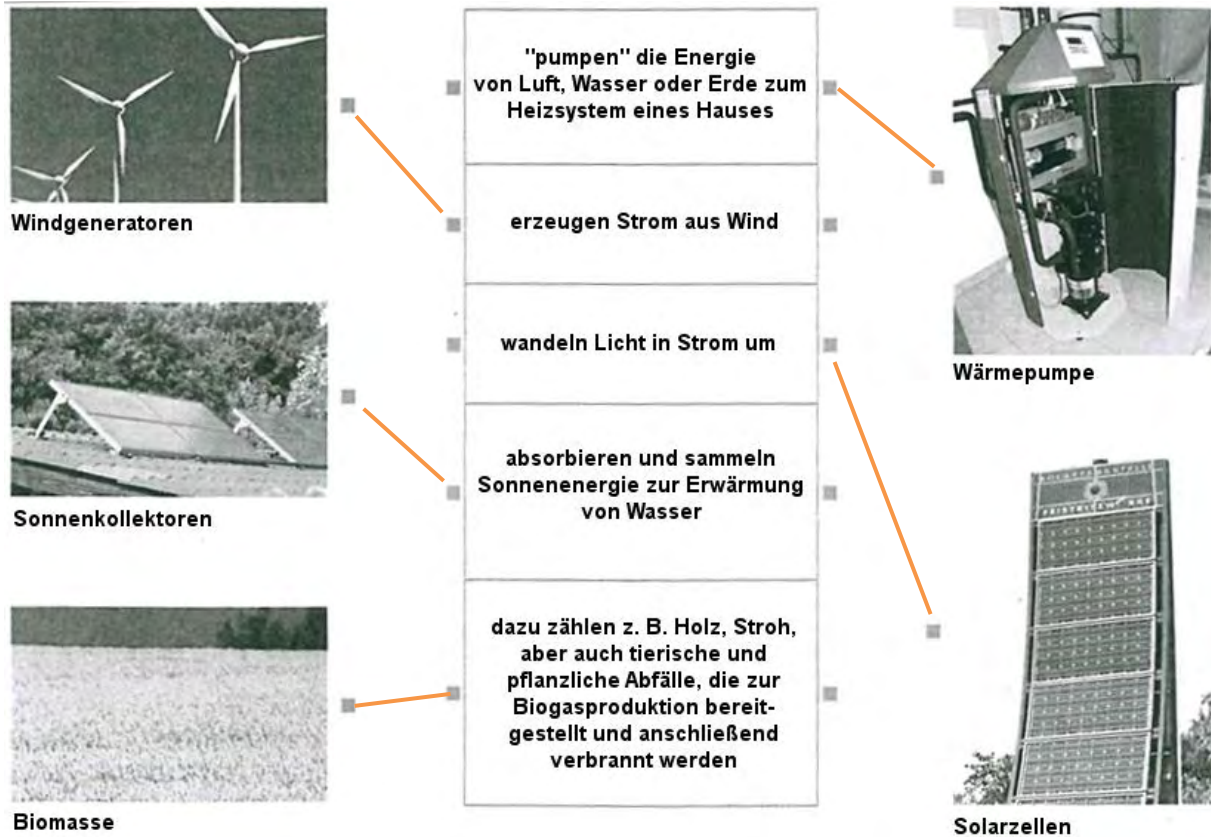 "pumpen" die Energie
von Luft, Wasser oder Erde zum
Heizsystem eines Hauses
Windgeneratoren
erzeugen Strom aus Wind
wandeln Licht in Strom um
Wärmepumpe
absorbieren und sammeln
Sonnenenergie zur Erwärmung
von Wasser
Sonnenkollektoren
dazu zählen z. B. Holz, Stroh,
aber auch tierische und
pflanzliche Abfälle, die zur
Biogasproduktion bereit-
gestellt und anschließend
verbrannt werden
Biomasse
Solarzellen